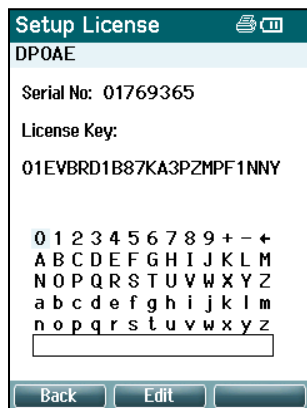 Setup License
DPOAE
Serial No: 01769365
License Key:
01EVBRD1B87KA3PZMPF1NNY
0 1 2 3 4 5 6 7 8 9 + - ←
A B C D E F G H I J K L M
N O P Q R S T U V W X Y Z
a b c d e f g h i j k l m
n o p q r s t u v w x y z
Back Edit